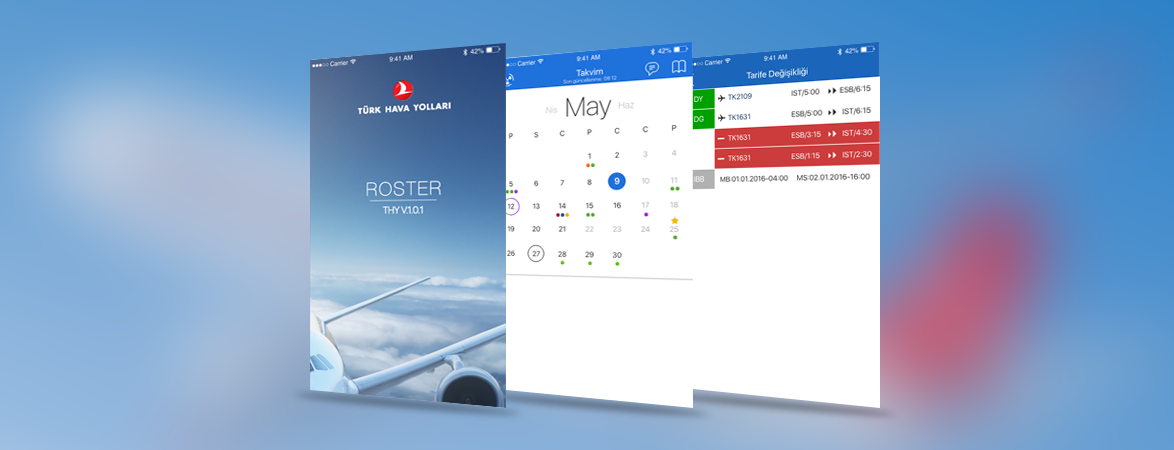 ●●●○○ Carrier 9:41 AM 42%
TÜRK HAVA YOLLARI
ROSTER
THY V.1.0.1
Carrier 9:41 AM 42%
Takvim
Son güncellenme: 08:12
Nis May Haz
P S C P C C P
1 2 3 4
5 6 7 8 9 10 11
12 13 14 15 16 17 18
19 20 21 22 23 24 25
26 27 28 29 30
Carrier 9:41 AM 42%
Tarife Değişikliği
DY TK2109 IST/5:00 ESB/6:15
DG TK1631 ESB/5:00 IST/6:15
TK1631 ESB/3:15 IST/4:30
TK1631 ESB/1:15 IST/2:30
IBB MB:01.01.2016-04:00 MS:02.01.2016-16:00